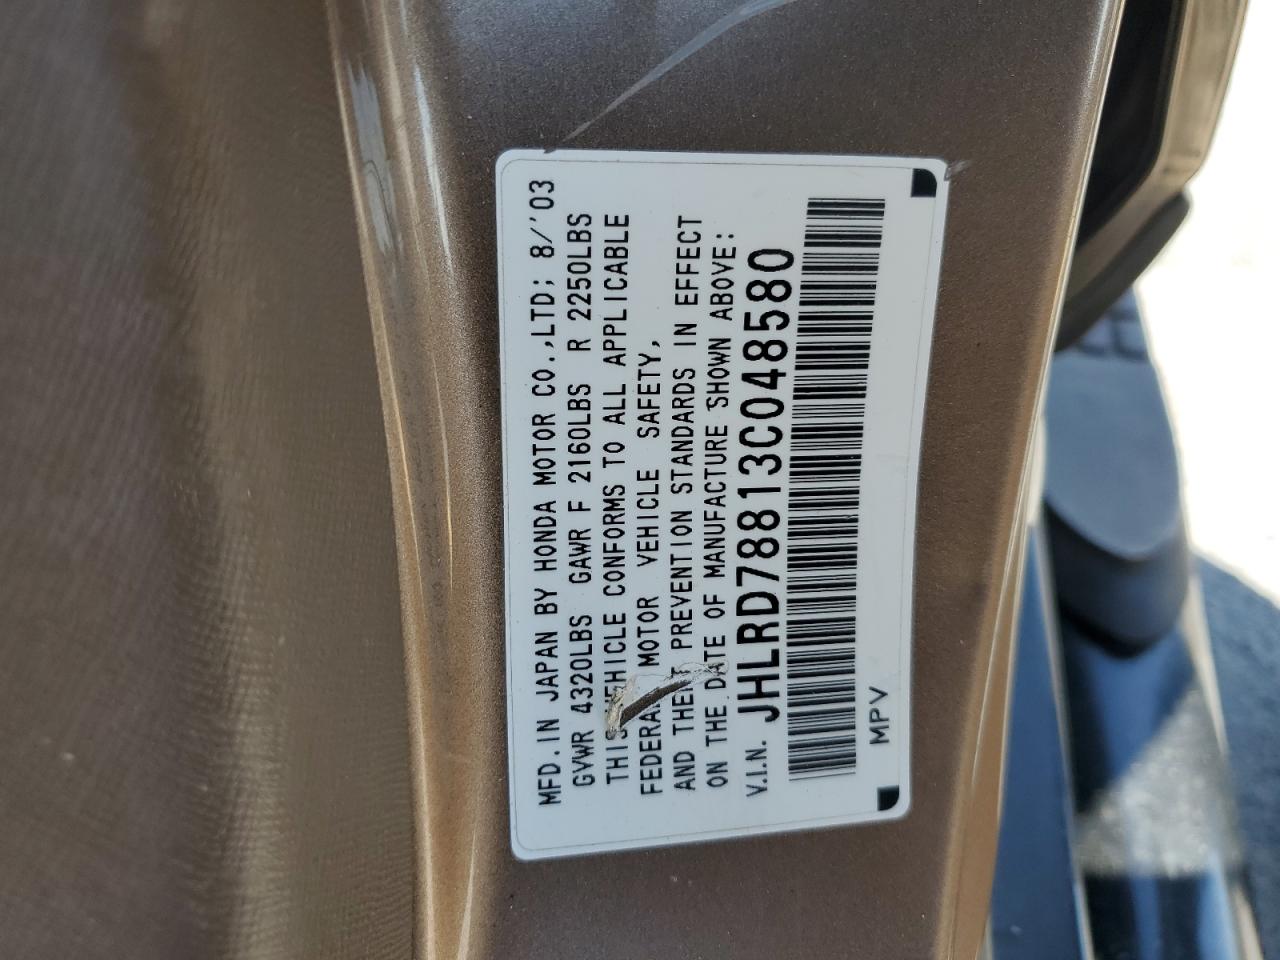 MFD. IN JAPAN BY HONDA MOTOR CO.,LTD; 8/'03
GVWR 4320LBS GAWR F 2160LBS R 2250LBS
THIS VEHICLE CONFORMS TO ALL APPLICABLE
FEDERAL MOTOR VEHICLE SAFETY,
AND THEFT PREVENTION STANDARDS IN EFFECT
ON THE DATE OF MANUFACTURE SHOWN ABOVE:
V.I.N. JHLRD78813C048580
MPV